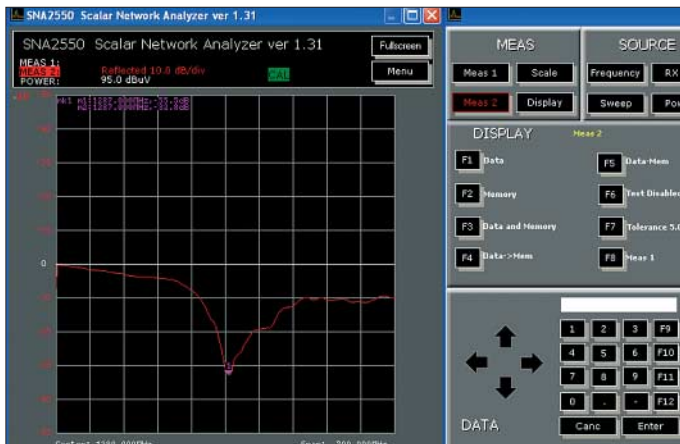 SNA2550 Scalar Network Analyzer ver 1.31
SNA2550 Scalar Network Analyzer ver 1.31
Fullscreen
MEAS 1:
MEAS 2: Reflected 10.0 dB/div
CAL
Menu
POWER: 95.0 dBuV
mk1
0
1
MEAS
Meas 1
Scale
Meas 2
Display
SOURCE
Frequency
RX
Sweep
Pow
DISPLAY
Meas 2
F1 Data
F5 Data-Mem
F2 Memory
F6 Test Disabled
F3 Data and Memory
F7 Tolerance 5.0
F4 Data->Mem
F8 Meas 1
1 2 3 F9
4 5 6 F10
7 8 9 F11
0 . - F12
DATA
Canc
Enter